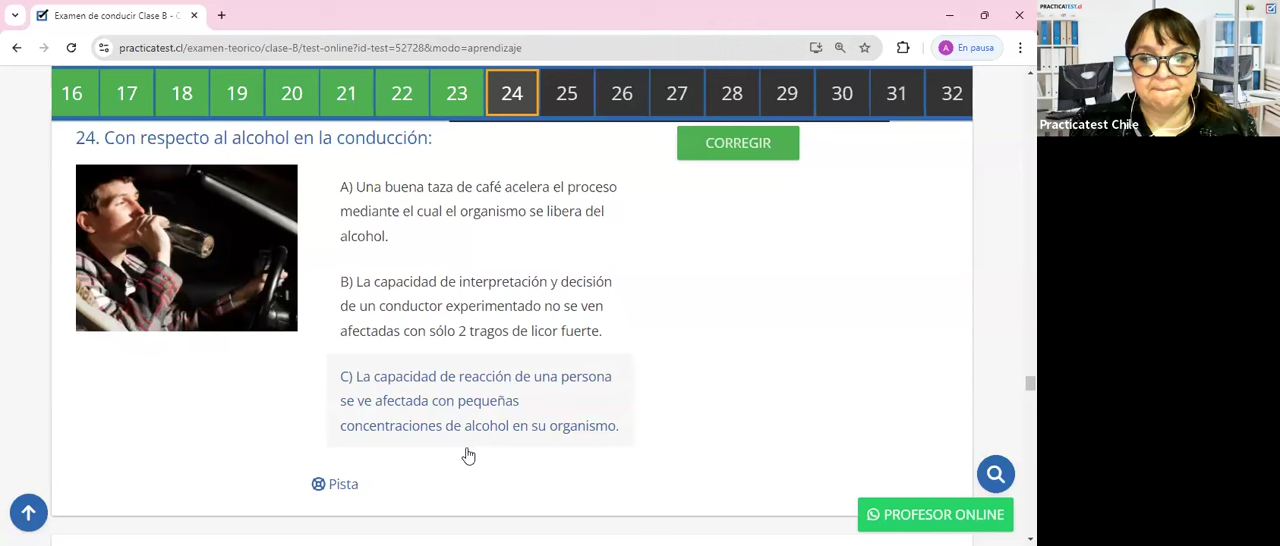 Examen de conducir Clase B - C
practicatest.cl/examen-teorico/clase-B/test-online?id-test=52728&modo=aprendizaje
A En pausa
16 17 18 19 20 21 22 23 24 25 26 27 28 29 30 31 32
24. Con respecto al alcohol en la conducción:
CORREGIR
A) Una buena taza de café acelera el proceso
mediante el cual el organismo se libera del
alcohol.
B) La capacidad de interpretación y decisión
de un conductor experimentado no se ven
afectadas con sólo 2 tragos de licor fuerte.
C) La capacidad de reacción de una persona
se ve afectada con pequeñas
concentraciones de alcohol en su organismo.
Pista
PROFESOR ONLINE
PRACTICATEST.cl
Practicatest Chile